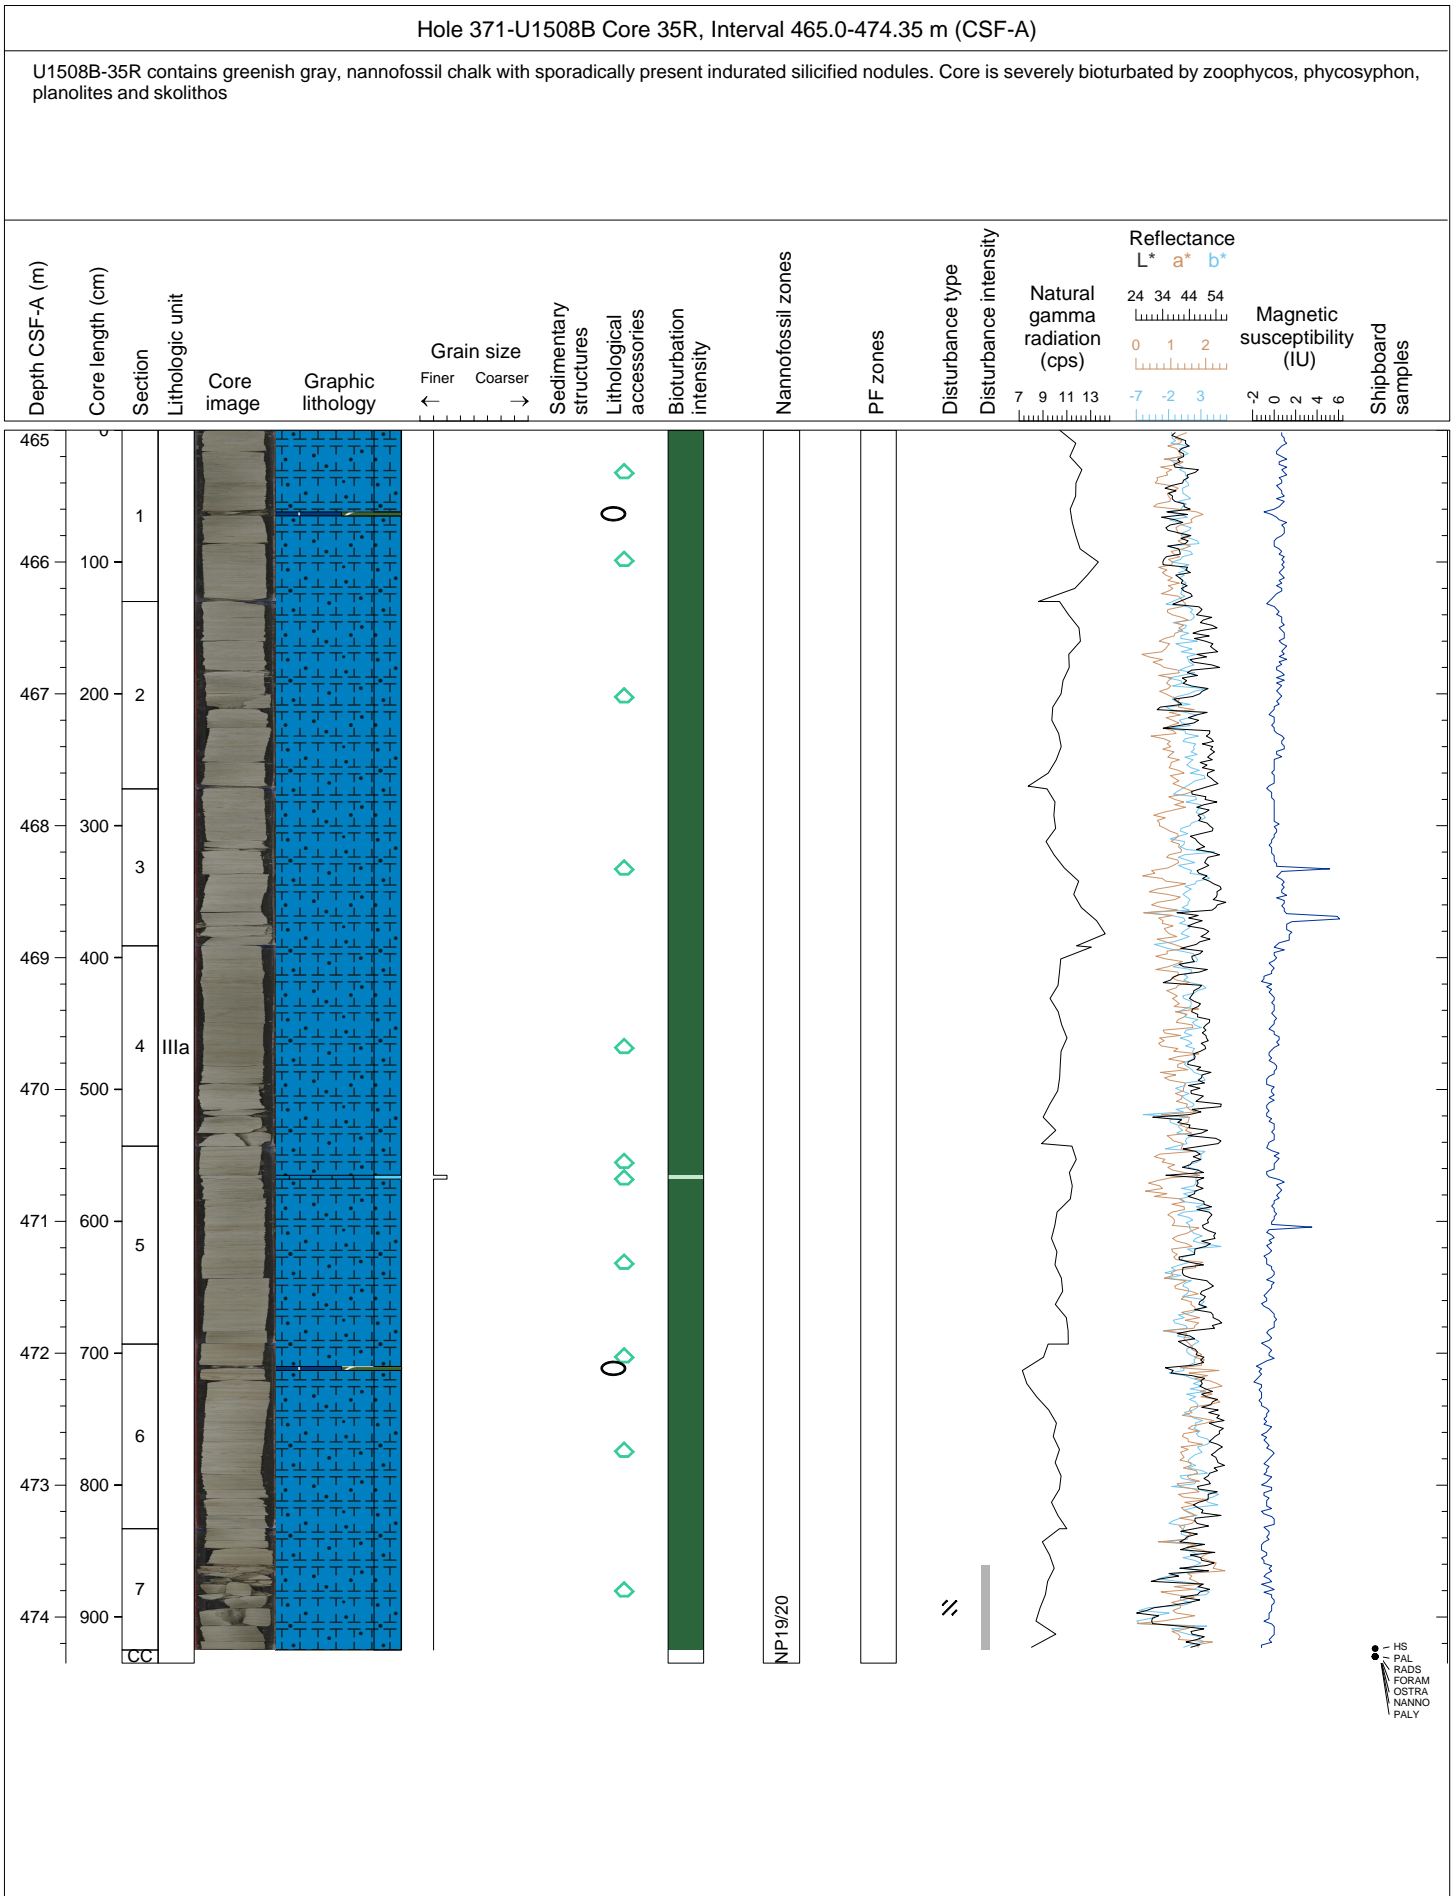 Hole 371-U1508B Core 35R, Interval 465.0-474.35 m (CSF-A)
U1508B-35R contains greenish gray, nannofossil chalk with sporadically present indurated silicified nodules. Core is severely bioturbated by zoophycos, phycosyphon,
planolites and skolithos
Depth CSF-A (m)
Core length (cm)
Section
Lithologic unit
Core
image
Graphic
lithology
Grain size
Finer Coarser
← →
Sedimentary
structures
Lithological
accessories
Bioturbation
intensity
Nannofossil zones
PF zones
Disturbance type
Disturbance intensity
Natural
gamma
radiation
(cps)
7 9 11 13
Reflectance
L* a* b*
24 34 44 54
0 1 2
-7 -2 3
Magnetic
susceptibility
(IU)
-2 0 2 4 6
Shipboard
samples
465 0
1
466 100
467 200 2
468 300
3
469 400
4 IIIa
470 500
471 600
5
472 700
6
473 800
7
474 900
NP19/20
CC
HS
PAL
RADS
FORAM
OSTRA
NANNO
PALY